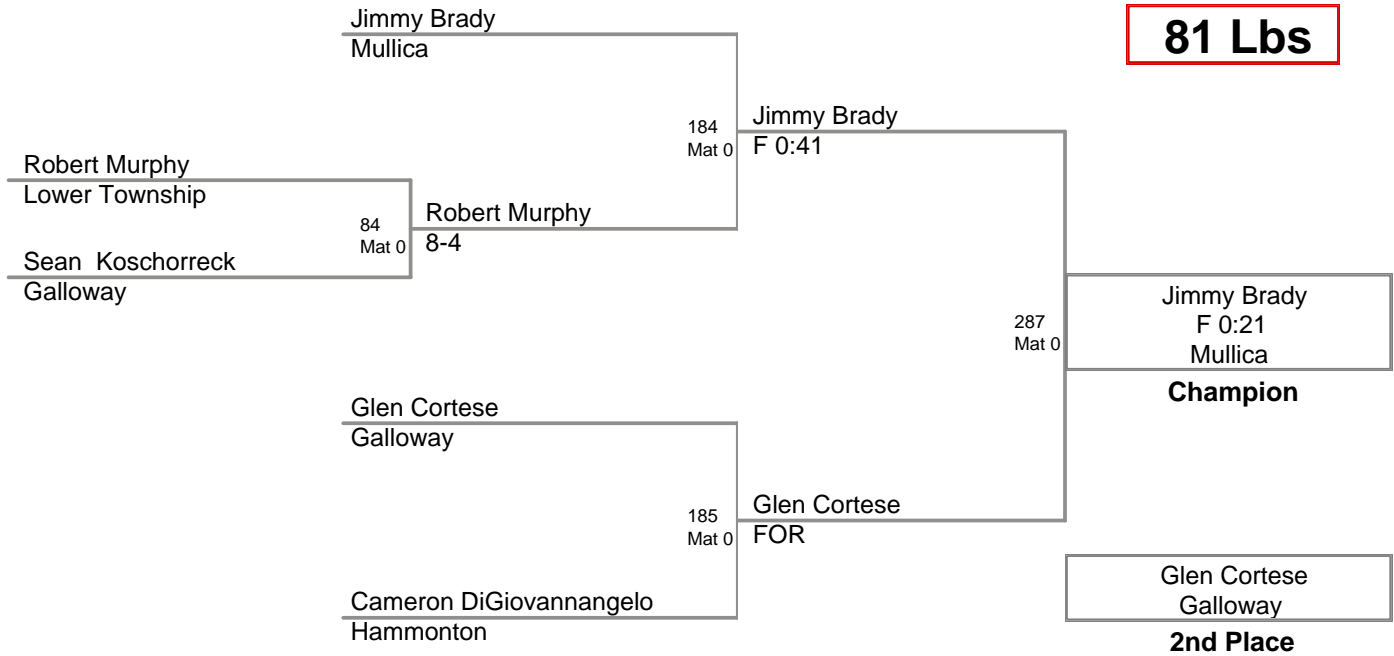 81 Lbs
Jimmy Brady
Mullica
184
Mat 0
Jimmy Brady
F 0:41
Robert Murphy
Lower Township
84
Mat 0
Robert Murphy
8-4
Sean  Koschorreck
Galloway
287
Mat 0
Jimmy Brady
F 0:21
Mullica
Champion
Glen Cortese
Galloway
185
Mat 0
Glen Cortese
FOR
Cameron DiGiovannangelo
Hammonton
Glen Cortese
Galloway
2nd Place